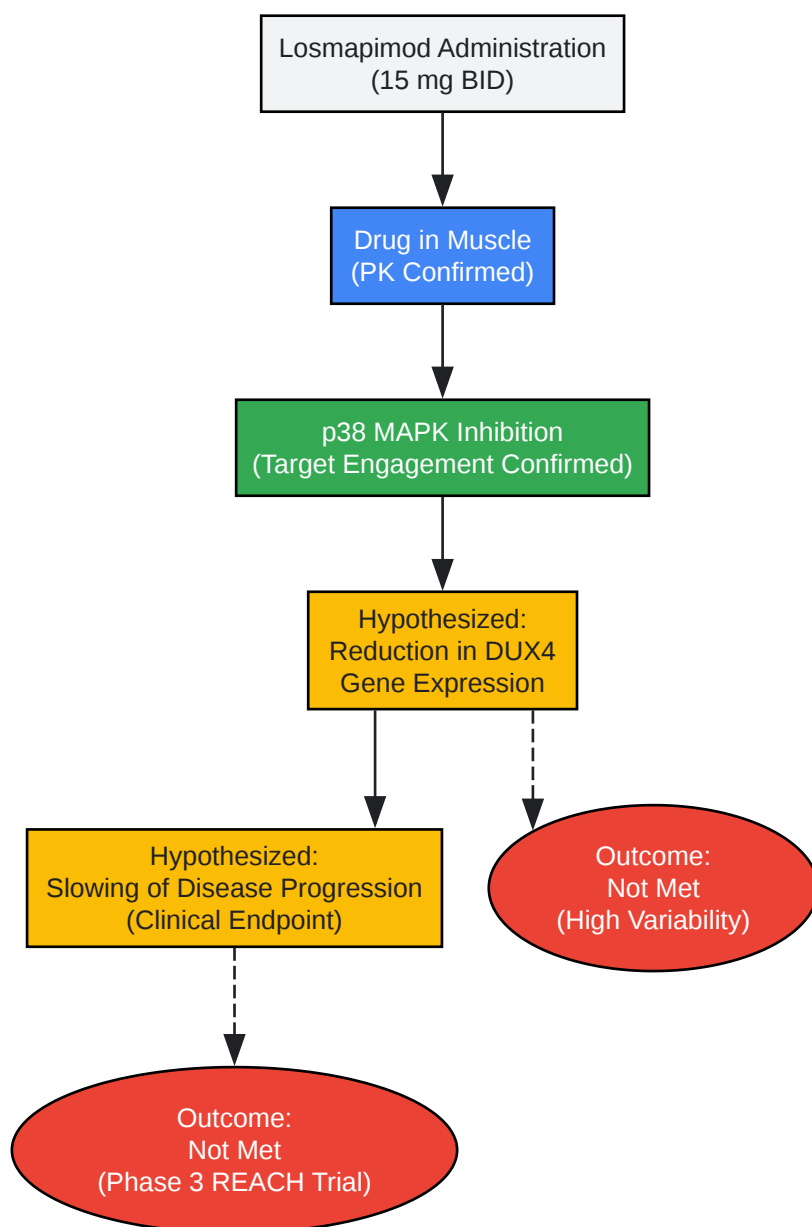 Losmapimod Administration
(15 mg BID)
Drug in Muscle
(PK Confirmed)
p38 MAPK Inhibition
(Target Engagement Confirmed)
Hypothesized:
Reduction in DUX4
Gene Expression
Hypothesized:
Slowing of Disease Progression
(Clinical Endpoint)
Outcome:
Not Met
(High Variability)
Outcome:
Not Met
(Phase 3 REACH Trial)